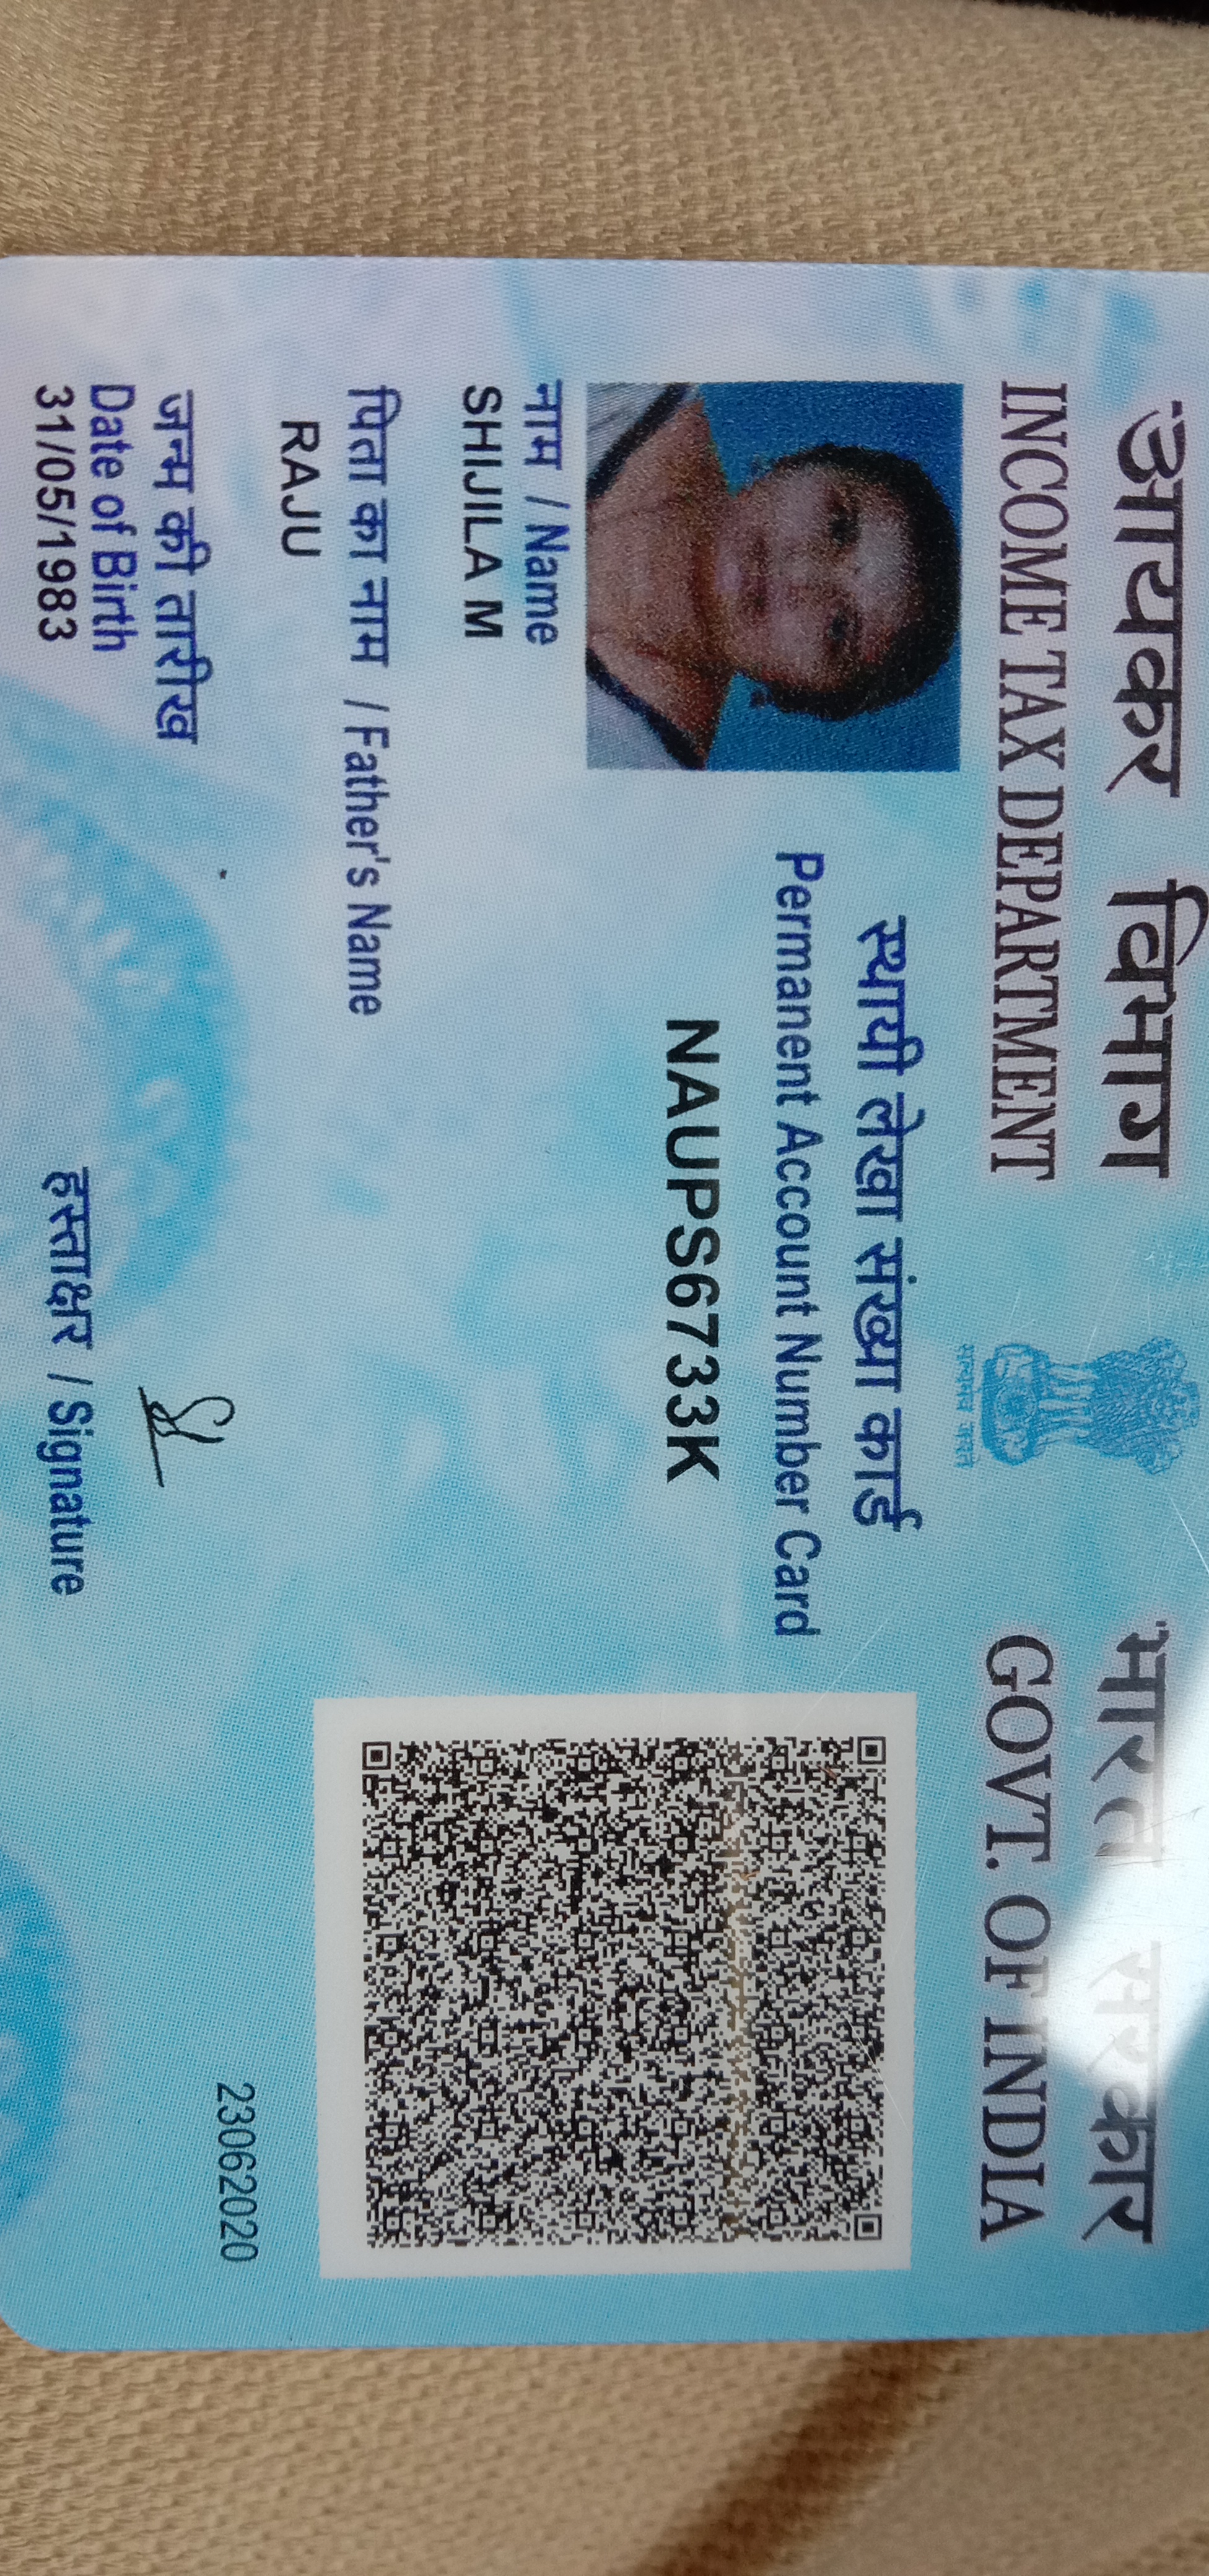 आयकर विभाग
INCOME TAX DEPARTMENT
सत्यमेव जयते
भारत सरकार
GOVT. OF INDIA
स्थायी लेखा संख्या कार्ड
Permanent Account Number Card
NAUPS6733K
नाम / Name
SHIJILA M
पिता का नाम / Father's Name
RAJU
जन्म की तारीख
Date of Birth
31/05/1983
हस्ताक्षर / Signature
23062020